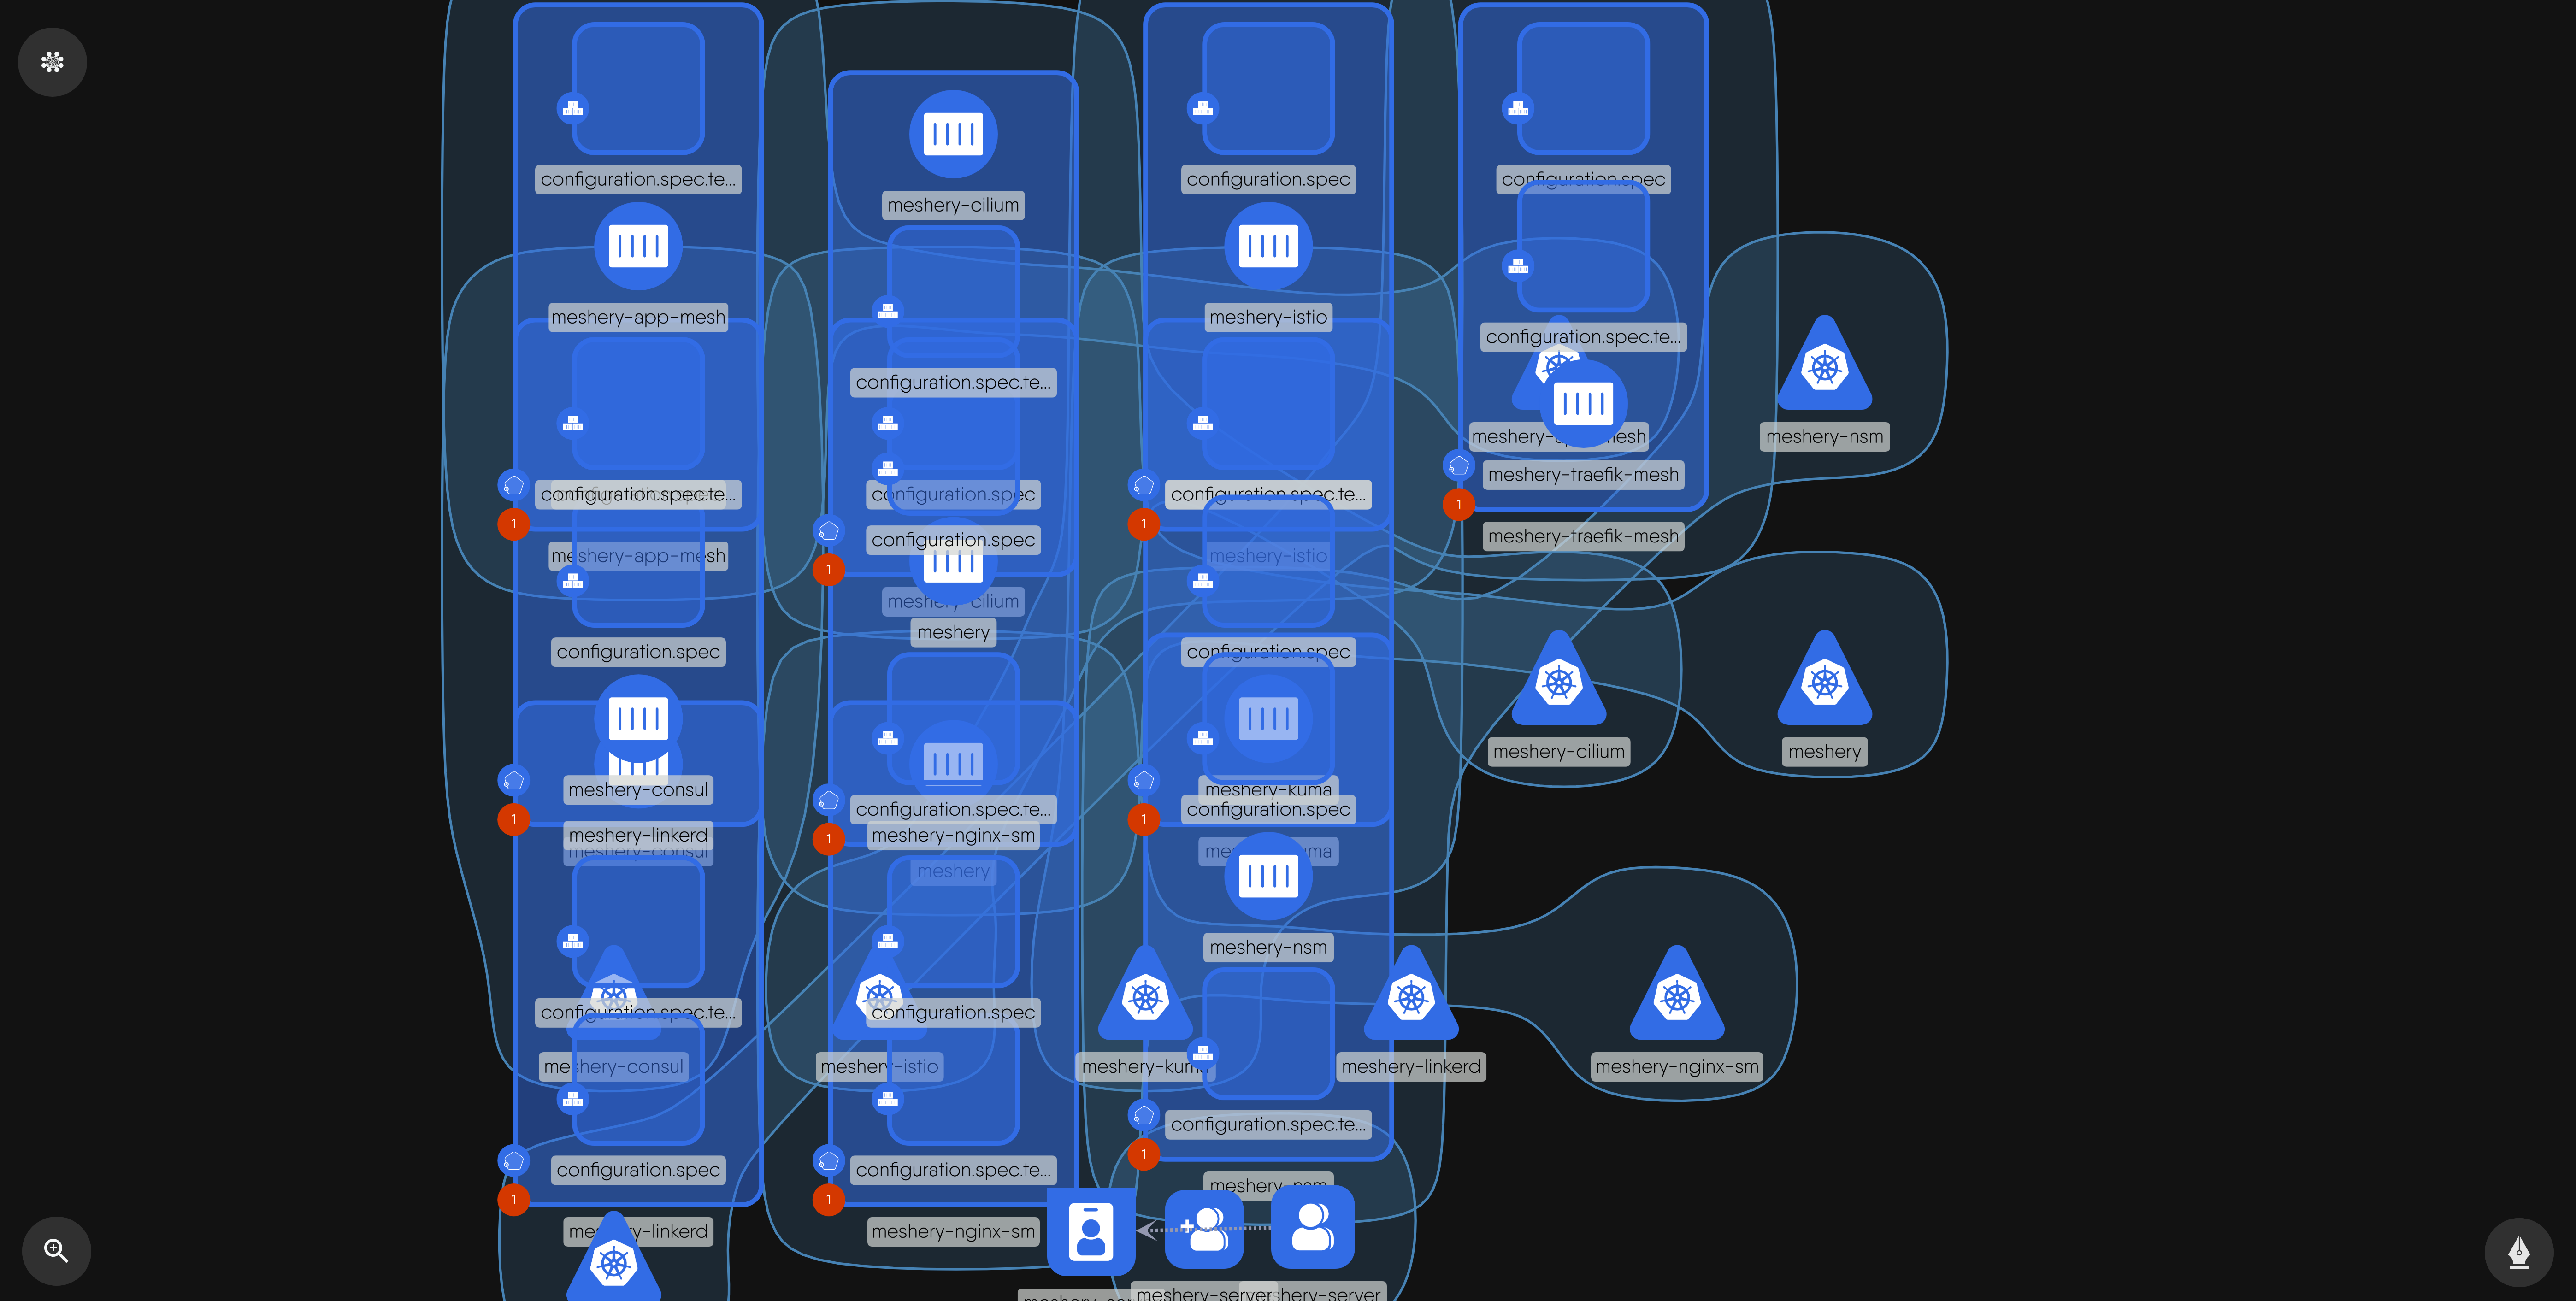 configuration.spec.te...
configuration.spec
configuration.spec
meshery-cilium
meshery-app-mesh
meshery-istio
configuration.spec.te...
configuration.spec.te...
meshery-nsm
meshery-traefik-mesh
configuration.spec.te...
configuration.spec
configuration.spec.te...
1
1
1
meshery-traefik-mesh
configuration.spec
meshery-app-mesh
meshery-istio
1
meshery-cilium
meshery
configuration.spec
configuration.spec
meshery-cilium
meshery
meshery-consul
meshery-kuma
configuration.spec.te...
configuration.spec
1
1
meshery-linkerd
meshery-nginx-sm
1
meshery-consul
meshery
meshery-nsm
configuration.spec.te...
configuration.spec
meshery-consul
meshery-istio
meshery-kuma
meshery-linkerd
meshery-nginx-sm
configuration.spec.te...
1
configuration.spec
configuration.spec.te...
meshery-nsm
1
1
meshery-linkerd
meshery-nginx-sm
meshery-server